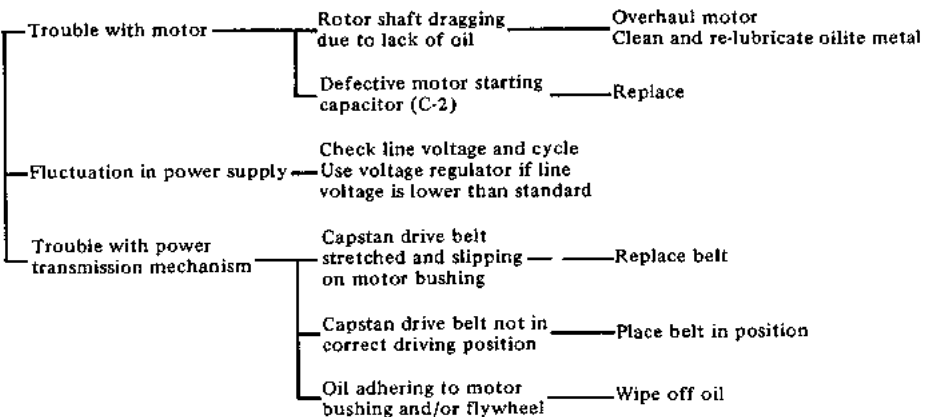 Trouble with motor
Rotor shaft dragging
due to lack of oil
Overhaul motor
Clean and re-lubricate oilite metal
Defective motor starting
capacitor (C-2)
Replace
Fluctuation in power supply
Check line voltage and cycle
Use voltage regulator if line
voltage is lower than standard
Trouble with power
transmission mechanism
Capstan drive belt
stretched and slipping
on motor bushing
Replace belt
Capstan drive belt not in
correct driving position
Place belt in position
Oil adhering to motor
bushing and/or flywheel
Wipe off oil